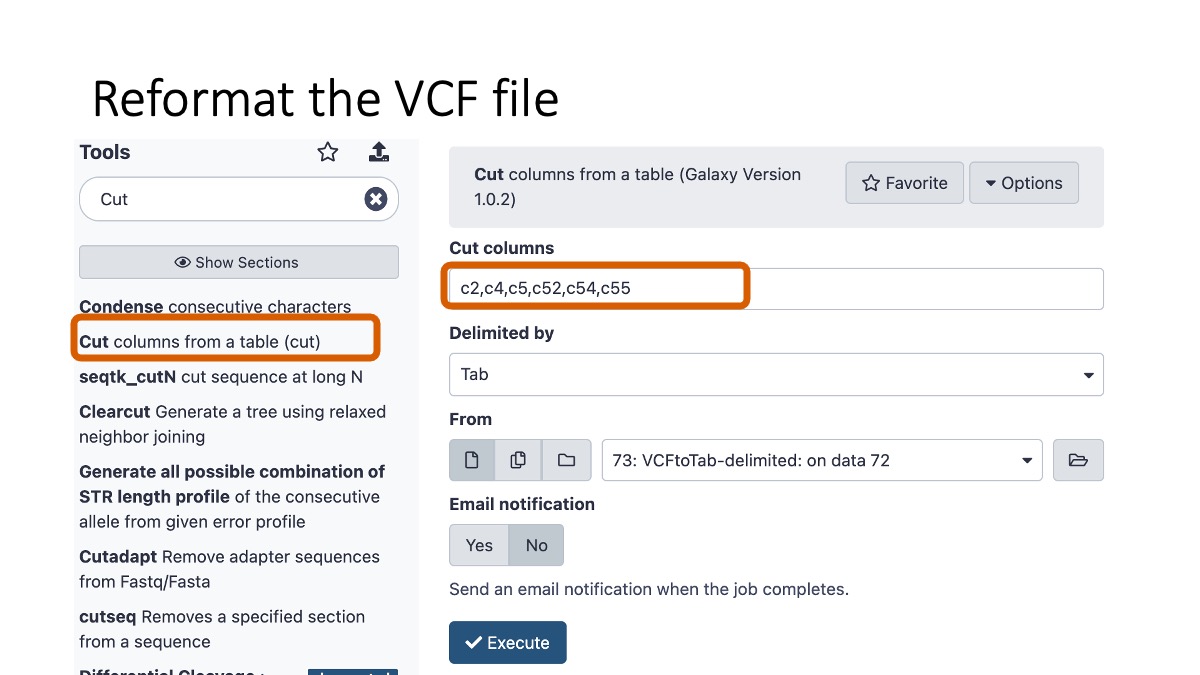 Reformat the VCF file
Tools
Cut
Show Sections
Condense consecutive characters
Cut columns from a table (cut)
seqtk_cutN cut sequence at long N
Clearcut Generate a tree using relaxed
neighbor joining
Generate all possible combination of
STR length profile of the consecutive
allele from given error profile
Cutadapt Remove adapter sequences
from Fastq/Fasta
cutseq Removes a specified section
from a sequence
Differential Cleavage
Cut columns from a table (Galaxy Version
1.0.2)
Favorite
Options
Cut columns
c2,c4,c5,c52,c54,c55
Delimited by
Tab
From
73: VCFtoTab-delimited: on data 72
Email notification
Yes
No
Send an email notification when the job completes.
Execute